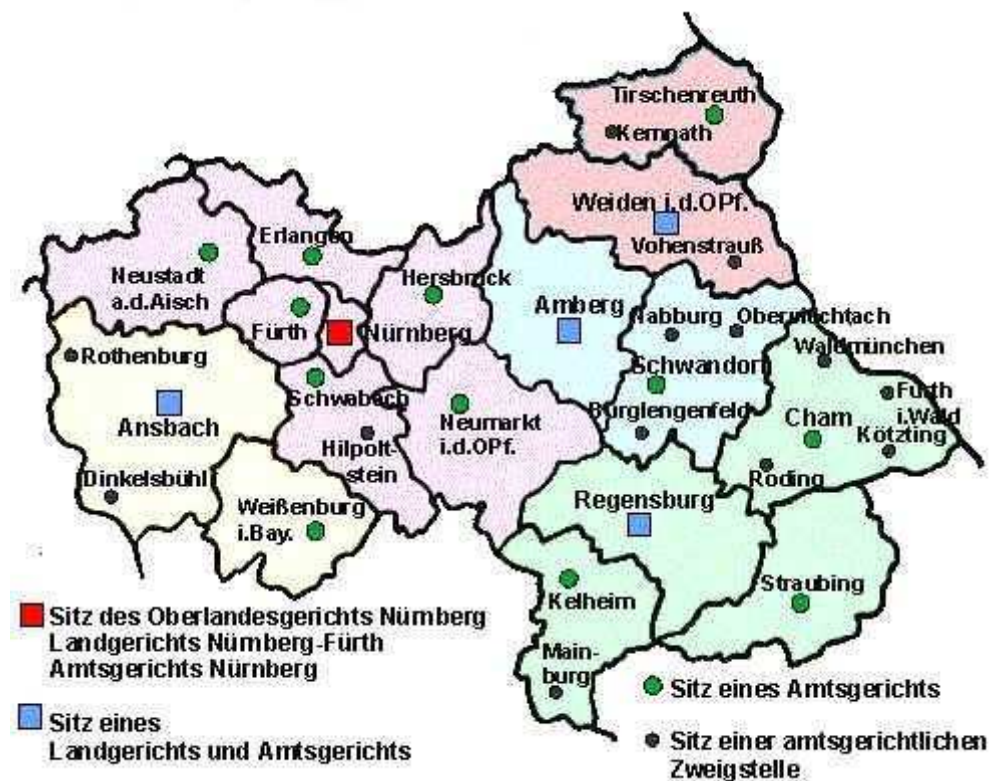 Tirschenreuth
Kemnath
Weiden i.d.OPf.
Vohenstrauß
Erlangen
Neustadt
a.d.Aisch
Hersbruck
Fürth
Nürnberg
Amberg
Nabburg
Oberviechtach
Waldmünchen
Rothenburg
Schwandorf
Schwabach
Ansbach
Neumarkt
i.d.OPf.
Burglengenfeld
Cham
Furth
i.Wald
Kötzting
Hilpolt-
stein
Dinkelsbühl
Roding
Weißenburg
i.Bay.
Regensburg
Kelheim
Straubing
Main-
burg
Sitz des Oberlandesgerichts Nürnberg
Landgerichts Nürnberg-Fürth
Amtsgerichts Nürnberg
Sitz eines
Landgerichts und Amtsgerichts
Sitz eines Amtsgerichts
Sitz einer amtsgerichtlichen
Zweigstelle